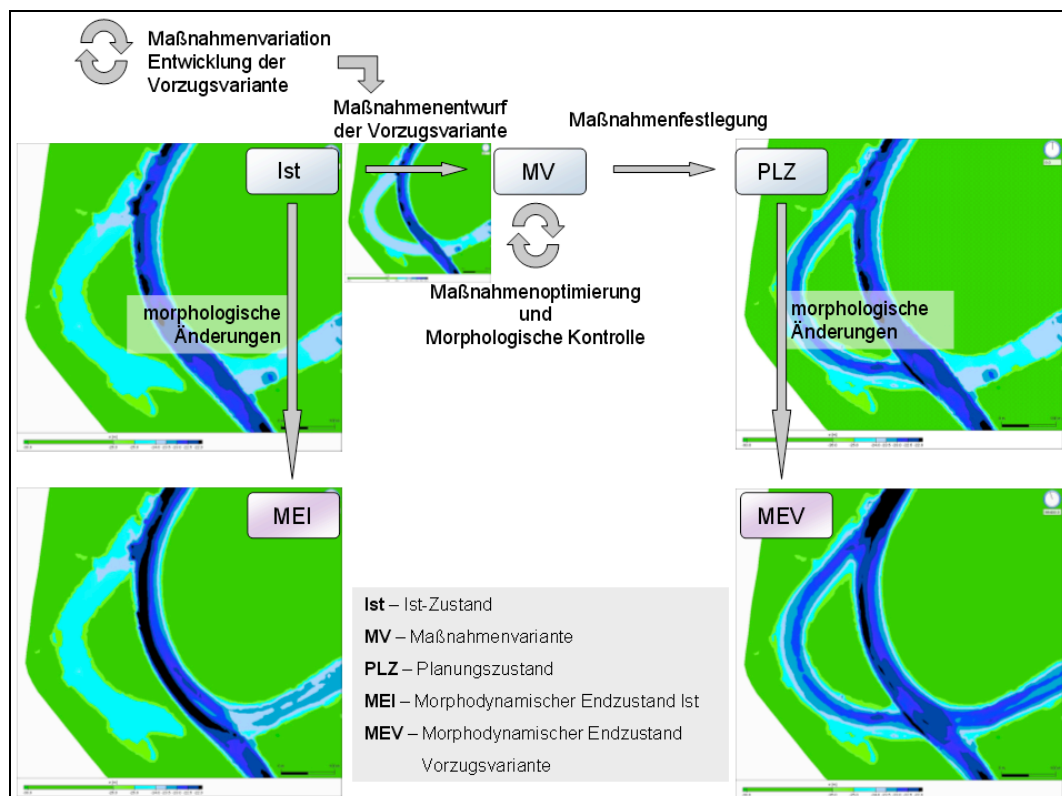 Maßnahmenvariation
Entwicklung der
Vorzugsvariante
Maßnahmenentwurf
der Vorzugsvariante
Maßnahmenfestlegung
Ist
MV
PLZ
Maßnahmenoptimierung
und
Morphologische Kontrolle
morphologische
Änderungen
morphologische
Änderungen
MEI
MEV
Ist – Ist-Zustand
MV – Maßnahmenvariante
PLZ – Planungszustand
MEI – Morphodynamischer Endzustand Ist
MEV – Morphodynamischer Endzustand
Vorzugsvariante